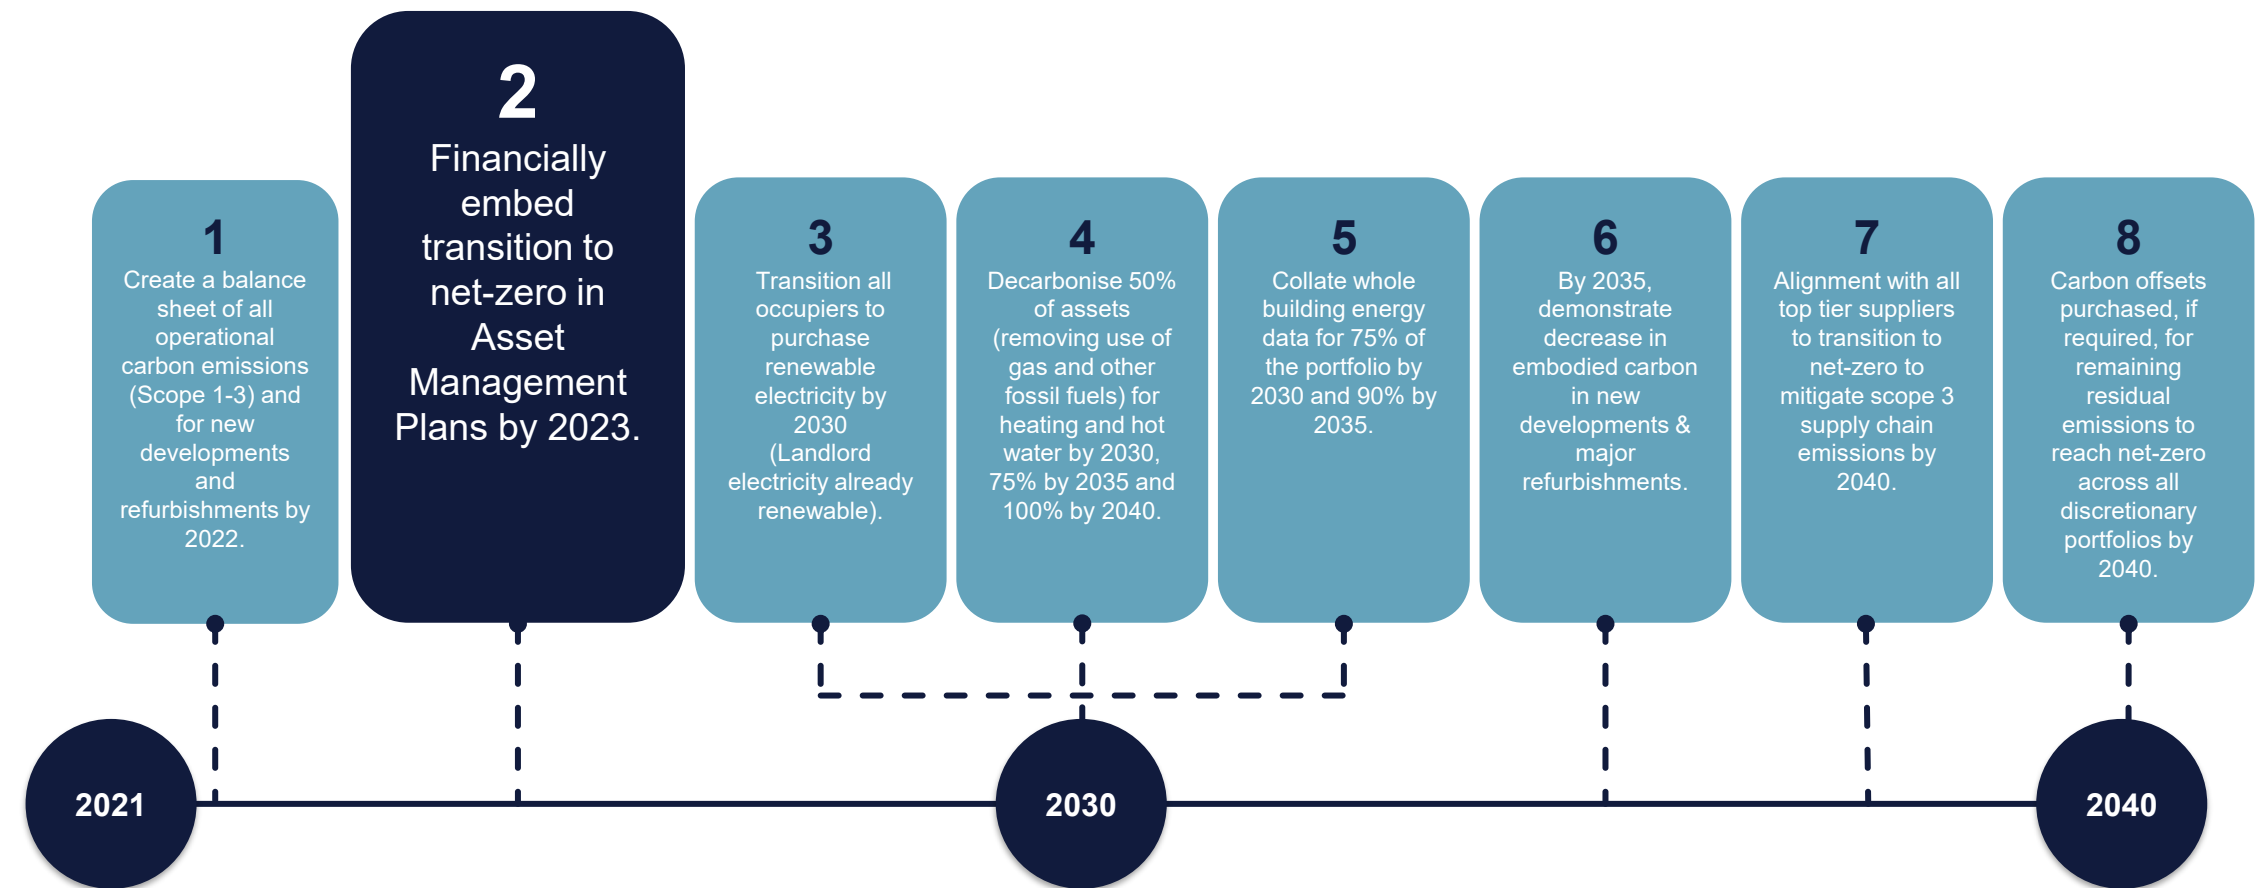 1
Create a balance
sheet of all
operational
carbon emissions
(Scope 1-3) and
for new
developments
and
refurbishments by
2022.
2
Financially
embed
transition to
net-zero in
Asset
Management
Plans by 2023.
3
Transition all
occupiers to
purchase
renewable
electricity by
2030
(Landlord
electricity already
renewable).
4
Decarbonise 50%
of assets
(removing use of
gas and other
fossil fuels) for
heating and hot
water by 2030,
75% by 2035 and
100% by 2040.
5
Collate whole
building energy
data for 75% of
the portfolio by
2030 and 90% by
2035.
6
By 2035,
demonstrate
decrease in
embodied carbon
in new
developments &
major
refurbishments.
7
Alignment with all
top tier suppliers
to transition to
net-zero to
mitigate scope 3
supply chain
emissions by
2040.
8
Carbon offsets
purchased, if
required, for
remaining
residual
emissions to
reach net-zero
across all
discretionary
portfolios by
2040.
2021
2030
2040